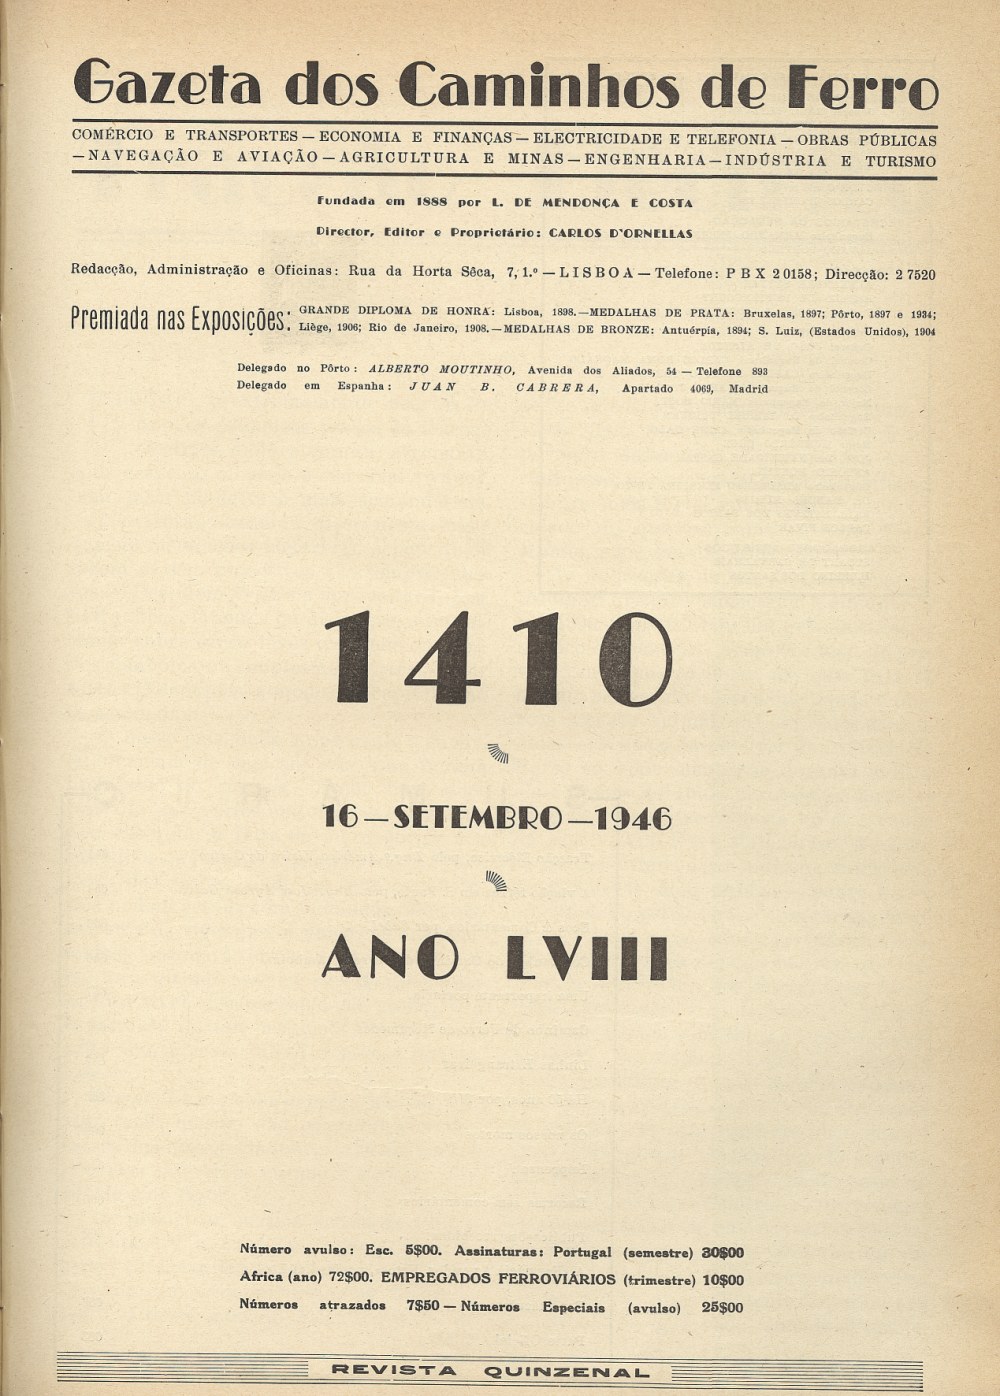 Gazeta dos Caminhos de Ferro
COMÉRCIO E TRANSPORTES — ECONOMIA E FINANÇAS — ELECTRICIDADE E TELEFONIA — OBRAS PÚBLICAS
— NAVEGAÇÃO E AVIAÇÃO — AGRICULTURA E MINAS — ENGENHARIA — INDÚSTRIA E TURISMO
Fundada em 1888 por L. DE MENDONÇA E COSTA
Director, Editor e Proprietário: CARLOS D'ORNELLAS
Redacção, Administração e Oficinas: Rua da Horta Sêca, 7, 1.º — LISBOA — Telefone: P B X 2 0158; Direcção: 2 7520
Premiada nas Exposições: GRANDE DIPLOMA DE HONRA: Lisboa, 1898. — MEDALHAS DE PRATA: Bruxelas, 1897; Pôrto, 1897 e 1934;
Liège, 1906; Rio de Janeiro, 1908. — MEDALHAS DE BRONZE: Antuérpia, 1894; S. Luiz, (Estados Unidos), 1904
Delegado no Pôrto: ALBERTO MOUTINHO, Avenida dos Aliados, 54 — Telefone 893
Delegado em Espanha: JUAN B. CABRERA, Apartado 4069, Madrid
1410
16 — SETEMBRO — 1946
ANO LVIII
Número avulso: Esc. 5$00. Assinaturas: Portugal (semestre) 30$00
Africa (ano) 72$00. EMPREGADOS FERROVIÁRIOS (trimestre) 10$00
Números atrazados 7$50 — Números Especiais (avulso) 25$00
REVISTA QUINZENAL